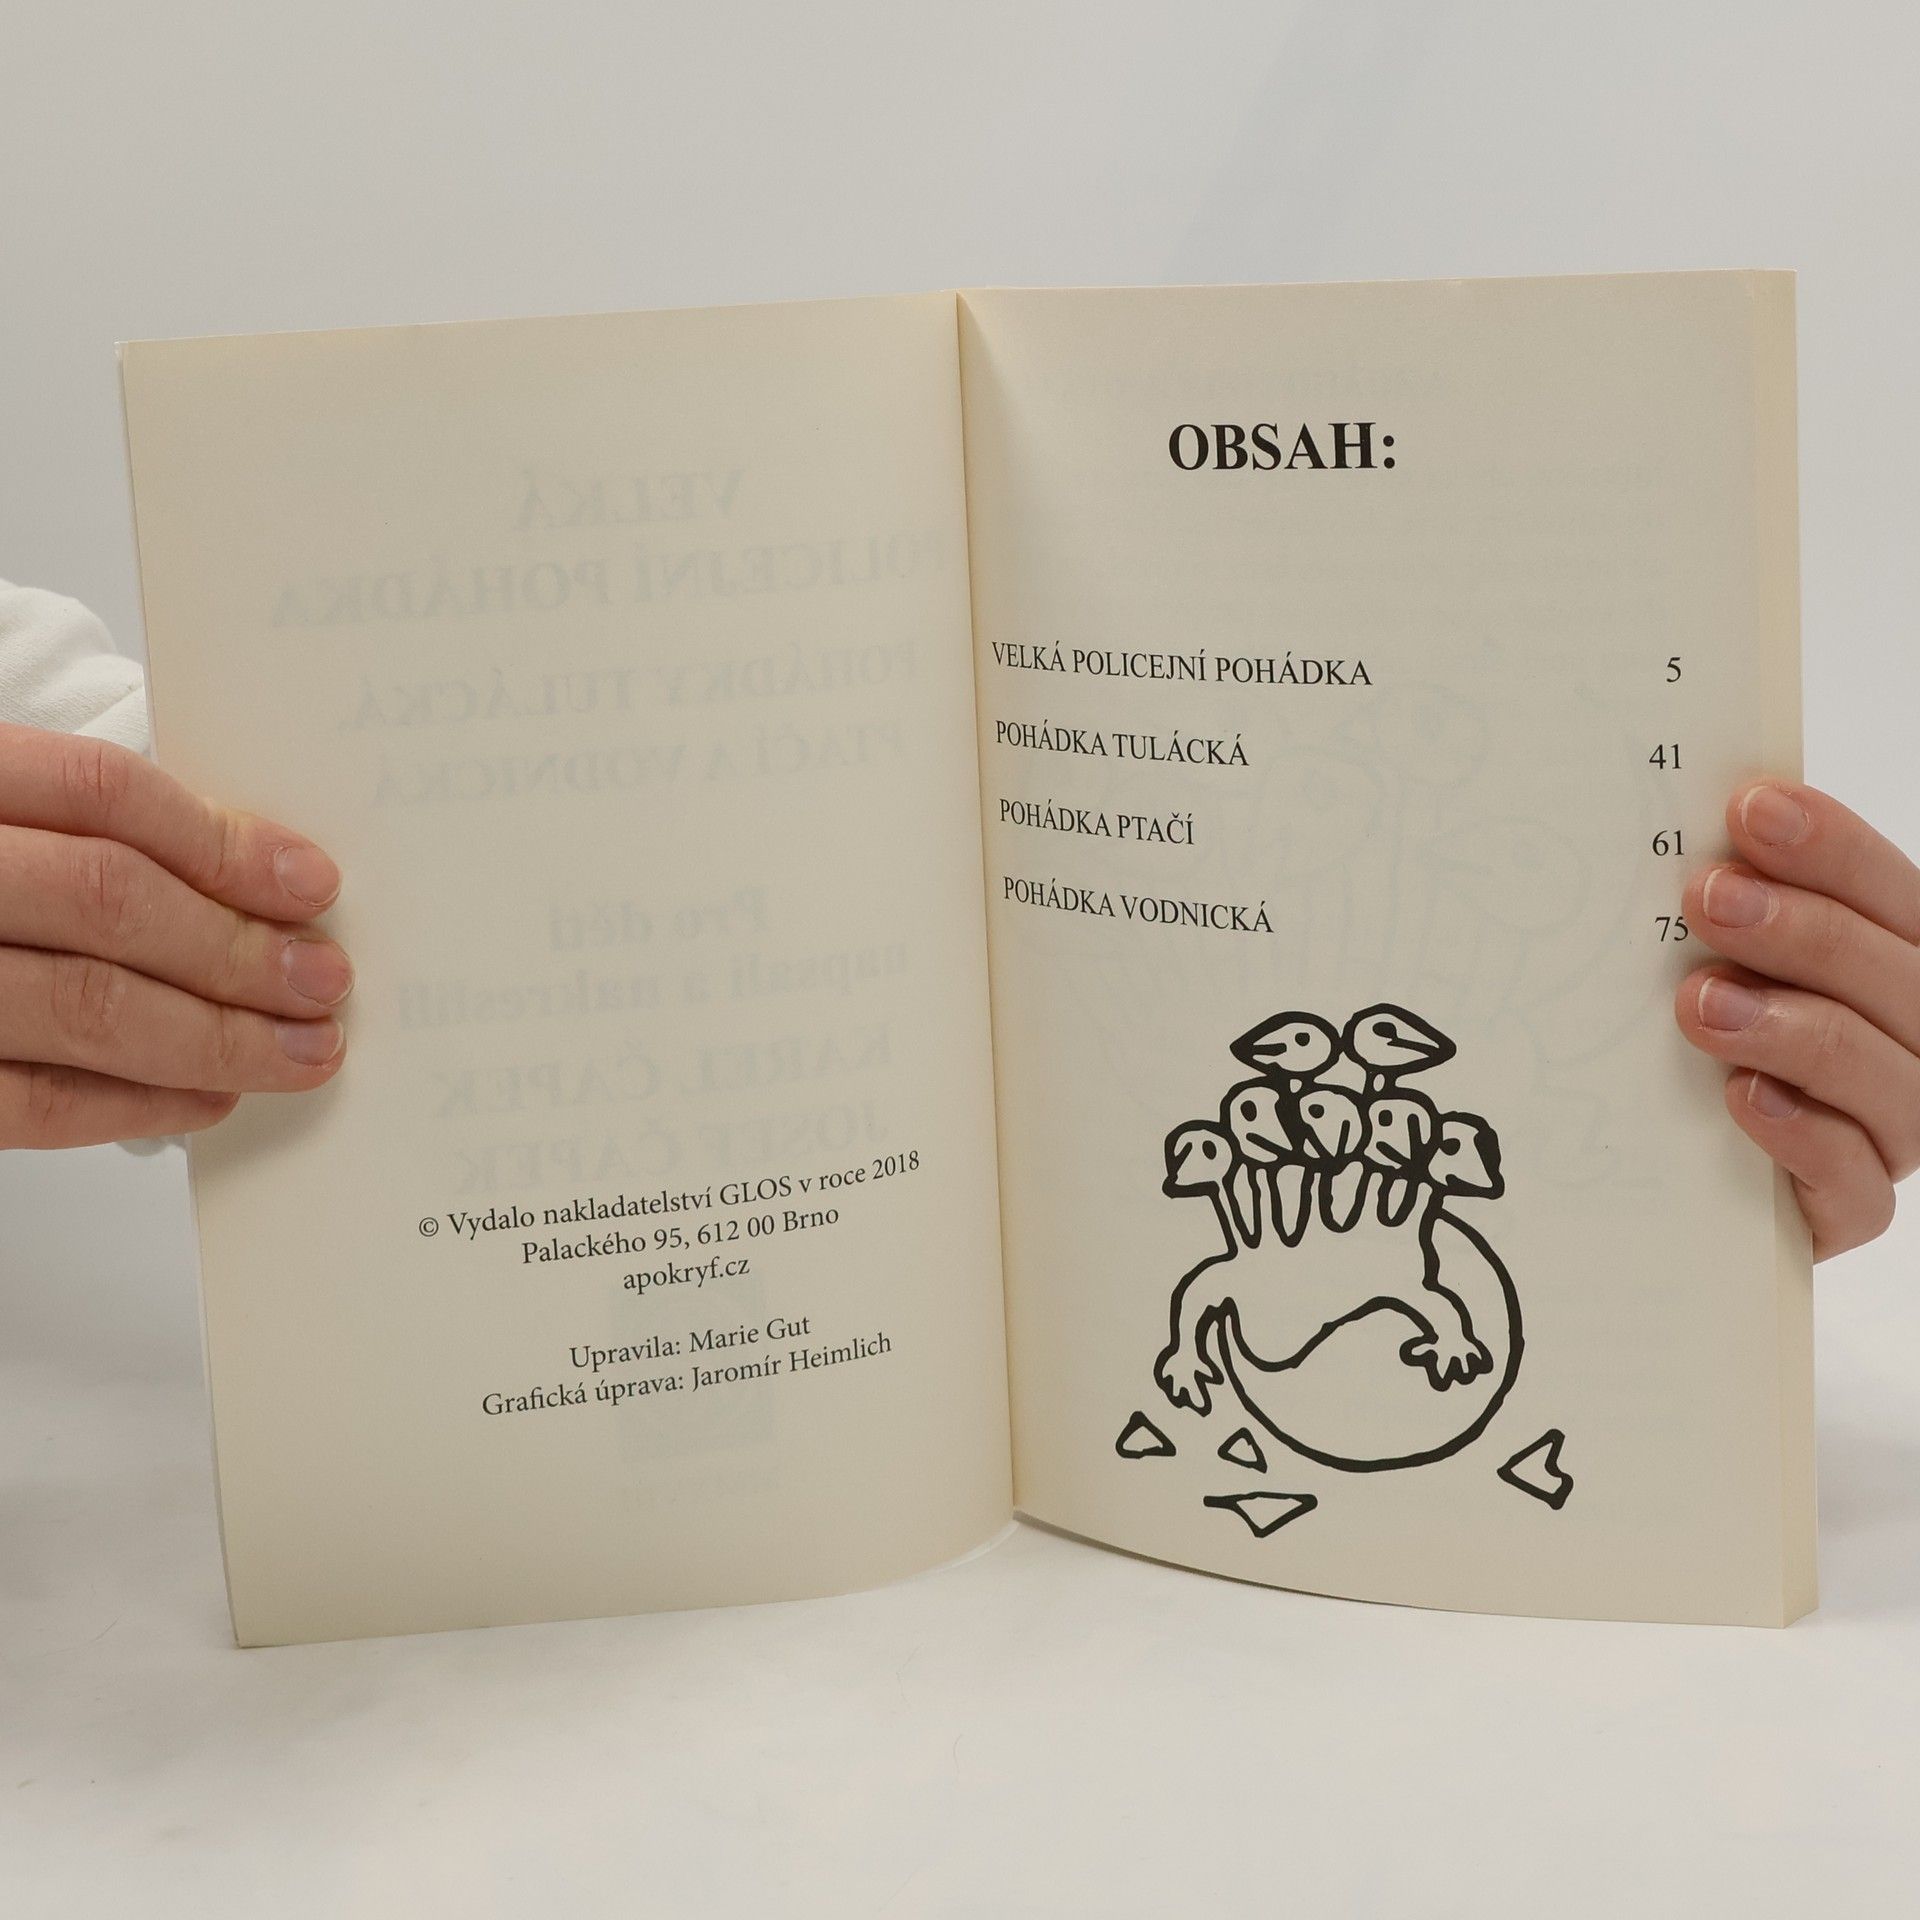 © Vydalo nakladatelství GLOS v roce 2018
Palackého 95, 612 00 Brno
apokryf.cz
Upravila: Marie Gut
Grafická úprava: Jaromír Heimlich
OBSAH:
VELKÁ POLICEJNÍ POHÁDKA 5
POHÁDKA TULÁCKÁ 41
POHÁDKA PTAČÍ 61
POHÁDKA VODNICKÁ 75